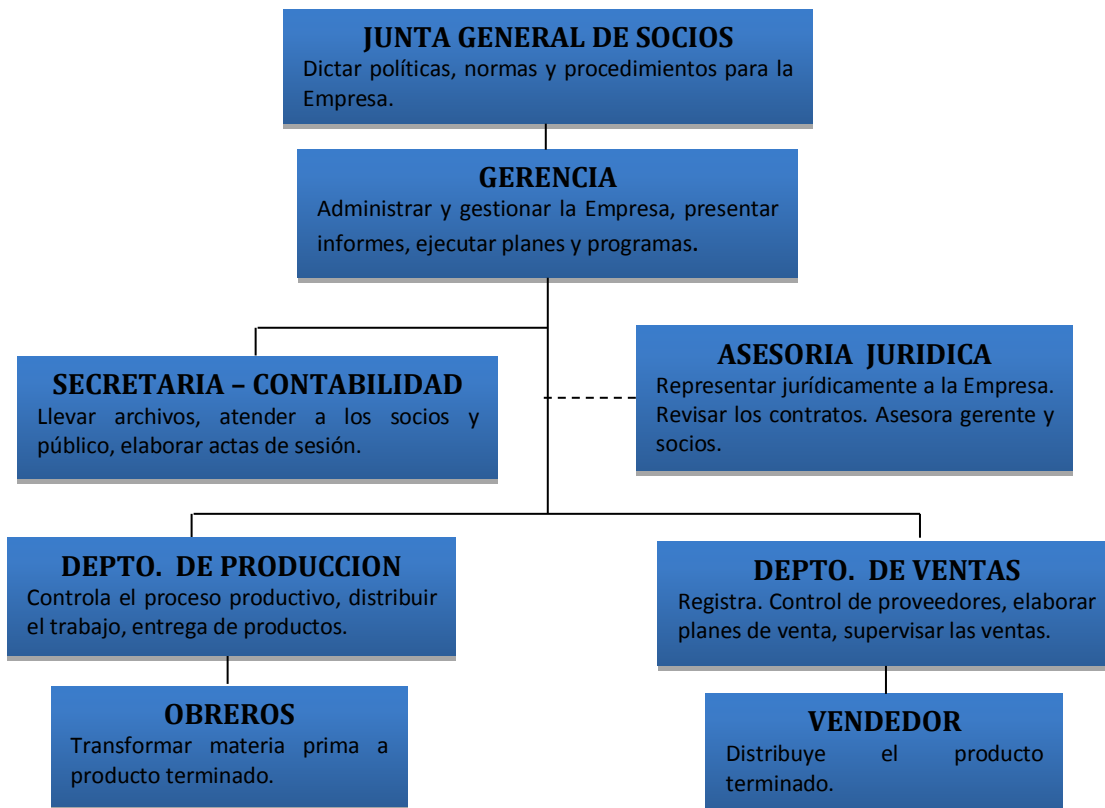 JUNTA GENERAL DE SOCIOS
Dictar políticas, normas y procedimientos para la
Empresa.
GERENCIA
Administrar y gestionar la Empresa, presentar
informes, ejecutar planes y programas.
SECRETARIA – CONTABILIDAD
Llevar archivos, atender a los socios y
público, elaborar actas de sesión.
ASESORIA JURIDICA
Representar jurídicamente a la Empresa.
Revisar los contratos. Asesora gerente y
socios.
DEPTO. DE PRODUCCION
Controla el proceso productivo, distribuir
el trabajo, entrega de productos.
DEPTO. DE VENTAS
Registra. Control de proveedores, elaborar
planes de venta, supervisar las ventas.
OBREROS
Transformar materia prima a
producto terminado.
VENDEDOR
Distribuye el producto
terminado.